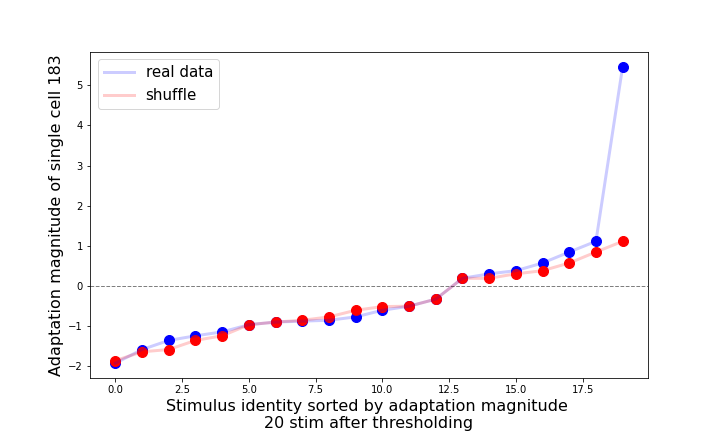 real data
shuffle
Adaptation magnitude of single cell 183
5
4
3
2
1
0
−1
−2
0.0 2.5 5.0 7.5 10.0 12.5 15.0 17.5
Stimulus identity sorted by adaptation magnitude
20 stim after thresholding